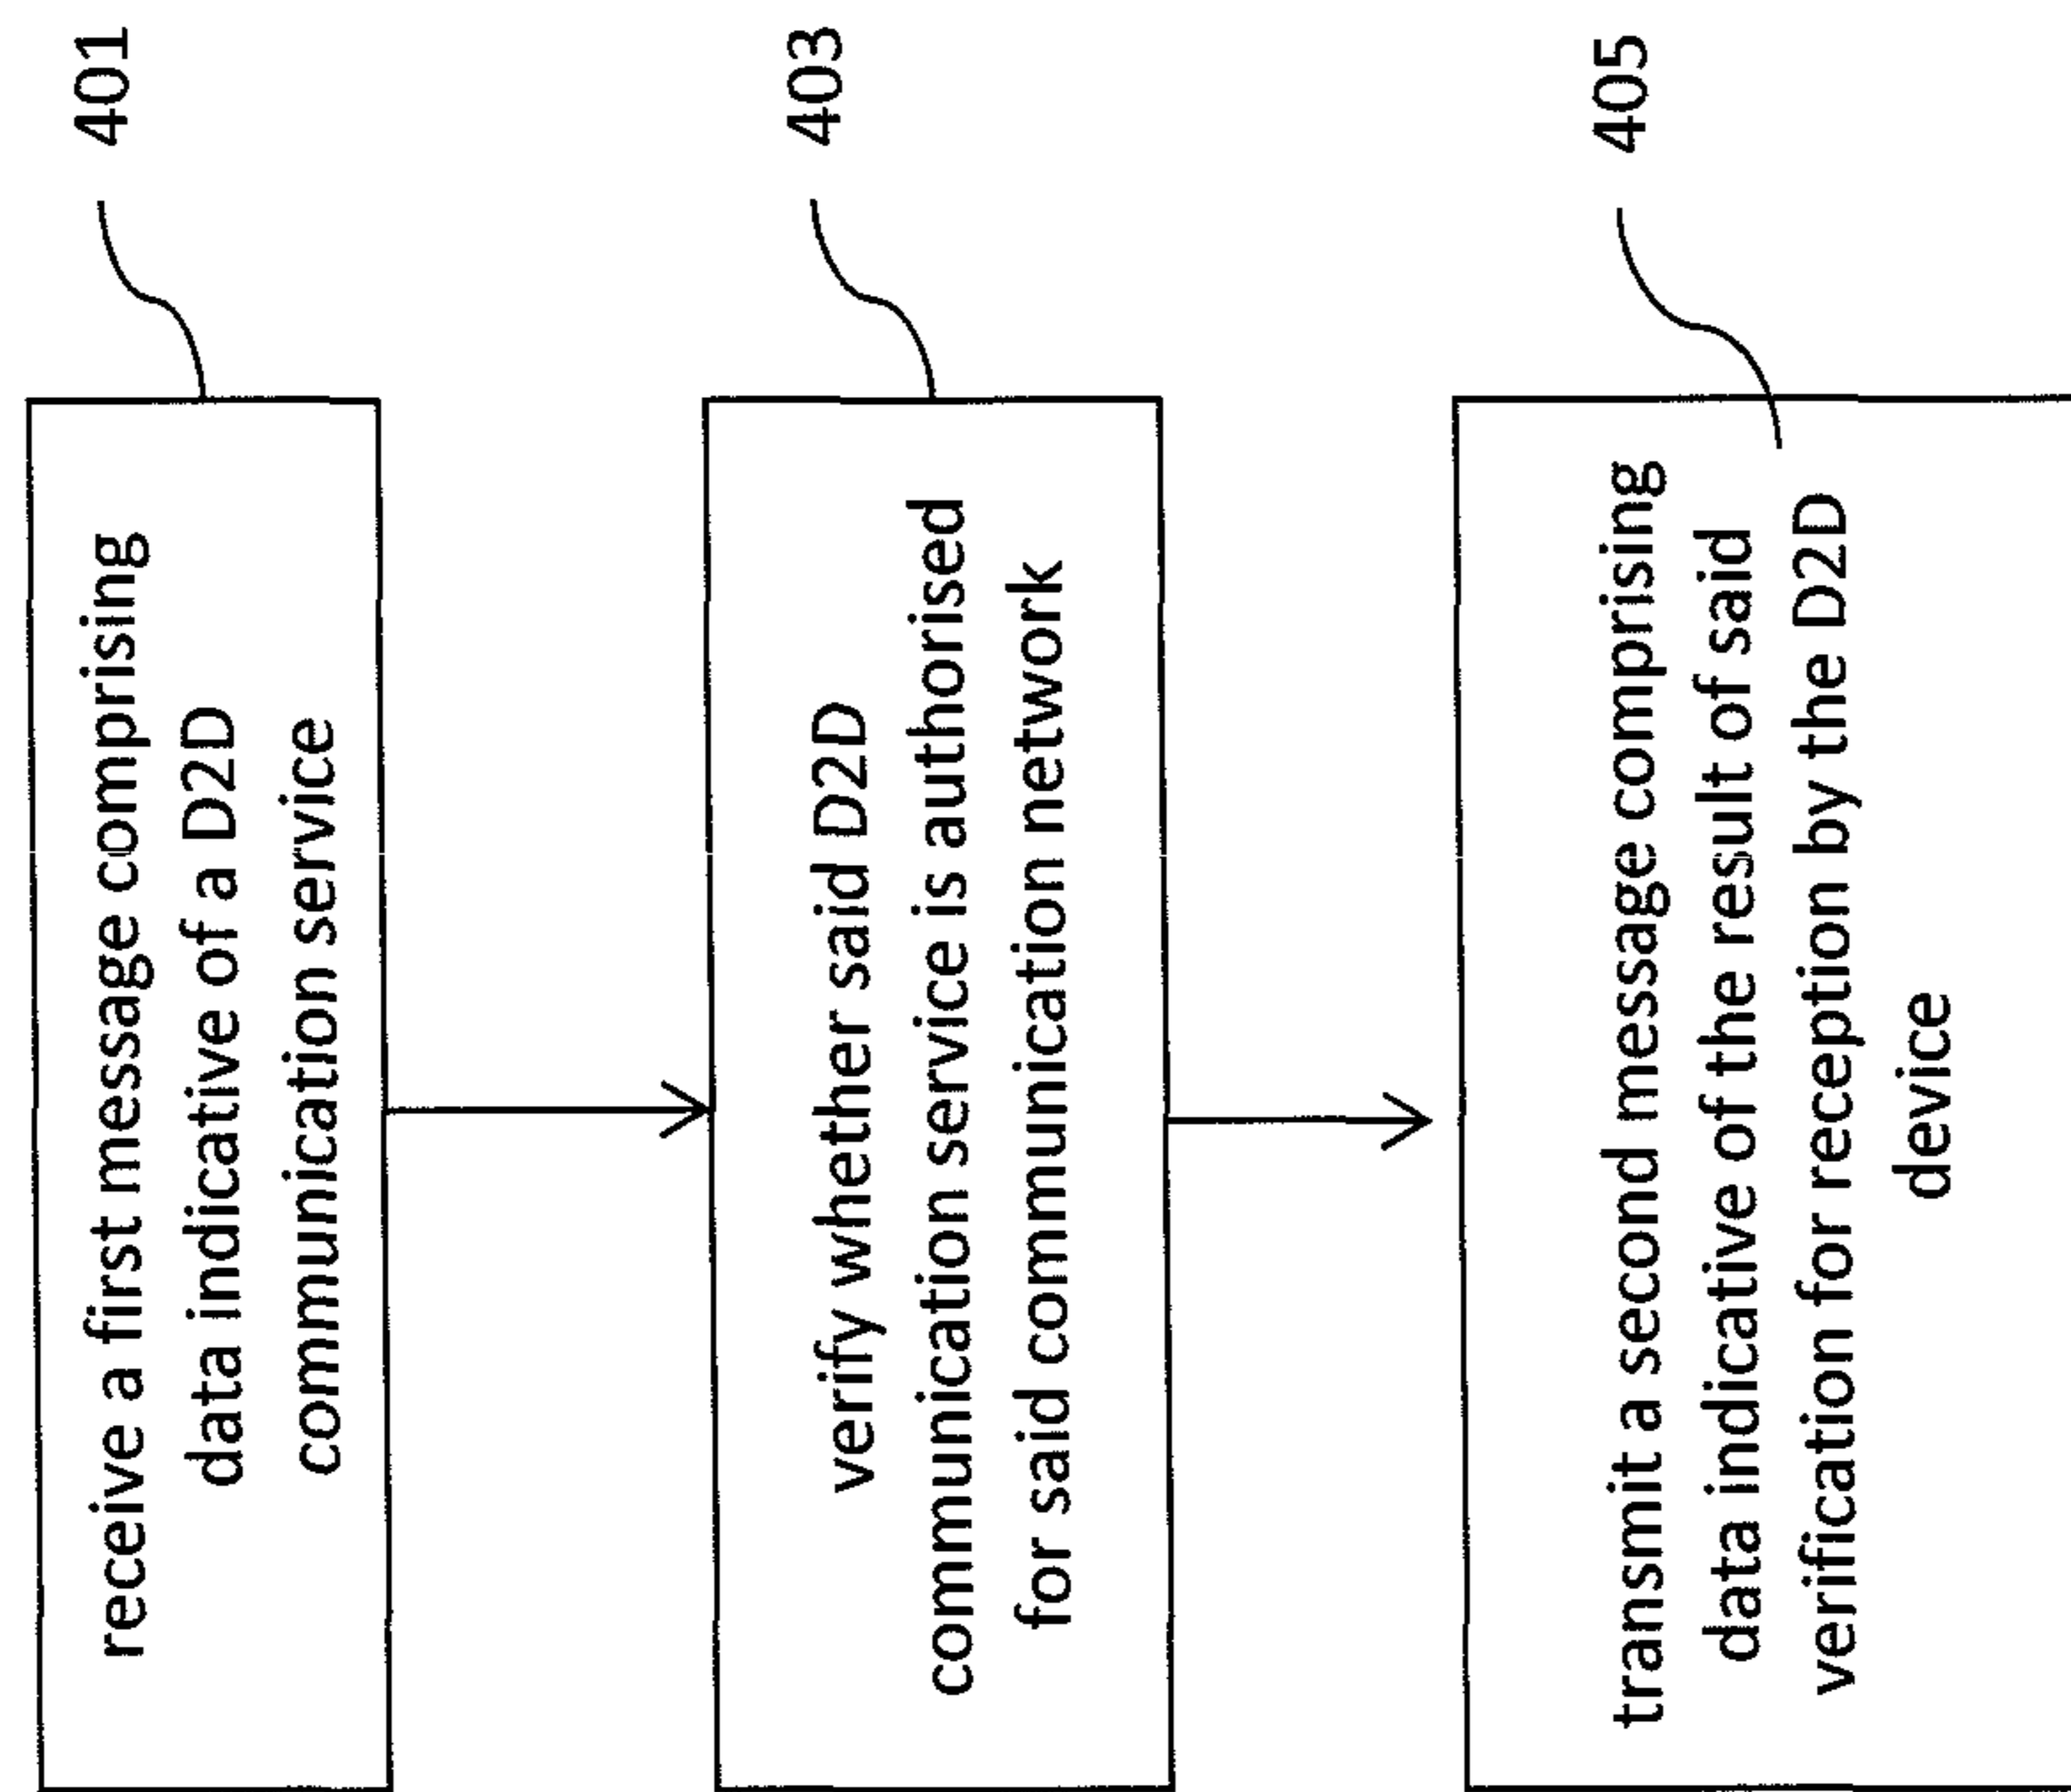 receive a first message comprising
data indicative of a D2D
communication service
401
verify whether said D2D
communication service is authorised
for said communication network
403
transmit a second message comprising
data indicative of the result of said
verification for reception by the D2D
device
405